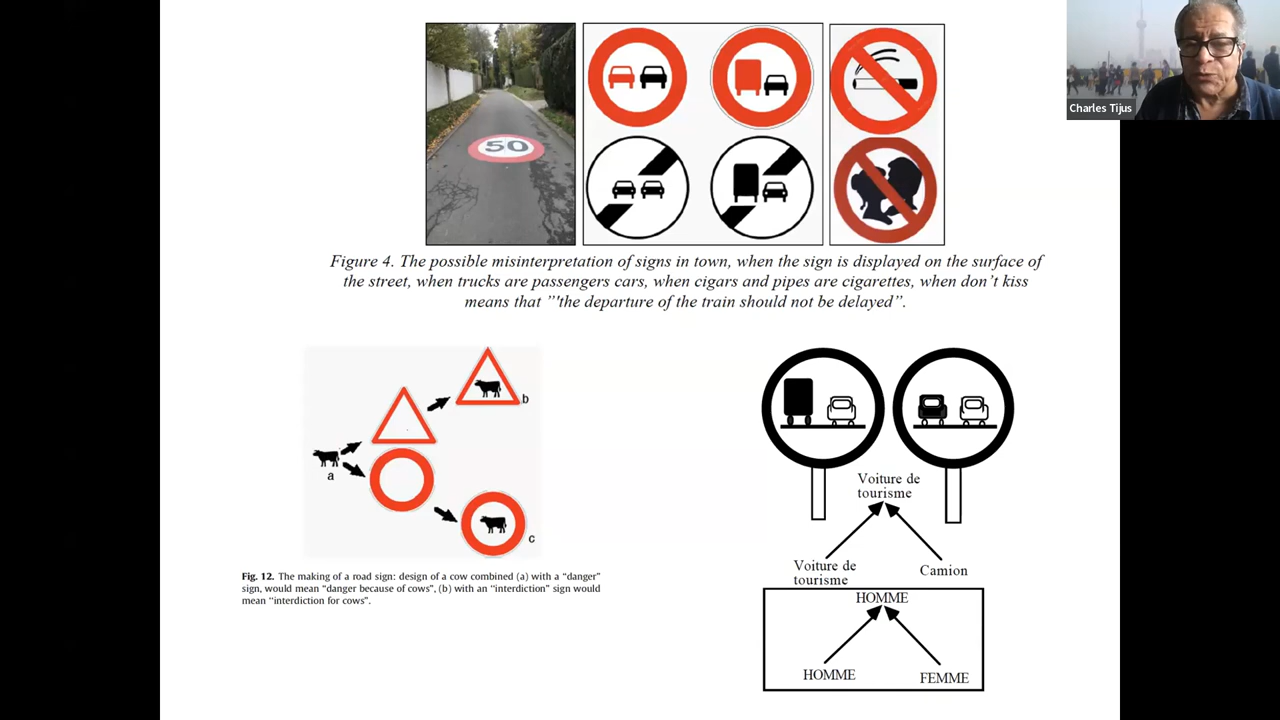 Charles Tijus
50
Figure 4. The possible misinterpretation of signs in town, when the sign is displayed on the surface of
the street, when trucks are passengers cars, when cigars and pipes are cigarettes, when don't kiss
means that ”'the departure of the train should not be delayed”.
a
b
c
Fig. 12. The making of a road sign: design of a cow combined (a) with a “danger”
sign, would mean “danger because of cows”, (b) with an “interdiction” sign would
mean “interdiction for cows”.
Voiture de
tourisme
Voiture de
tourisme
Camion
HOMME
HOMME
FEMME